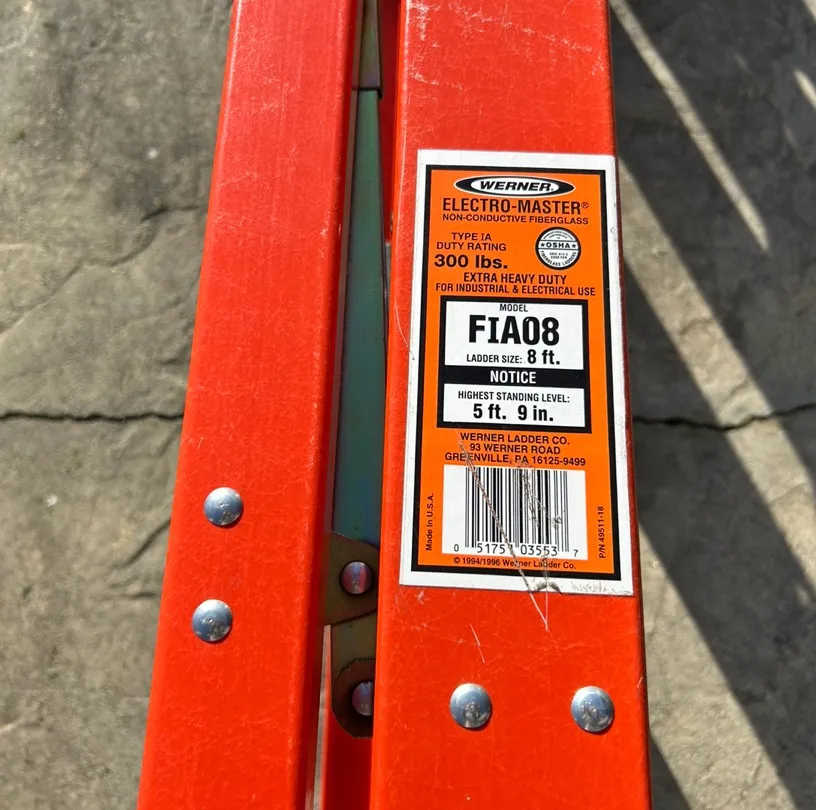 WERNER®
ELECTRO-MASTER®
NON-CONDUCTIVE FIBERGLASS
TYPE IA
DUTY RATING
300 lbs.
★ OSHA ★
EXTRA HEAVY DUTY
FOR INDUSTRIAL & ELECTRICAL USE
MODEL
FIA08
LADDER SIZE: 8 ft.
NOTICE
HIGHEST STANDING LEVEL:
5 ft. 9 in.
WERNER LADDER CO.
93 WERNER ROAD
GREENVILLE, PA 16125-9499
Made in U.S.A.
P/N 49511-18
0 51751 03553 7
© 1994/1996 Werner Ladder Co.